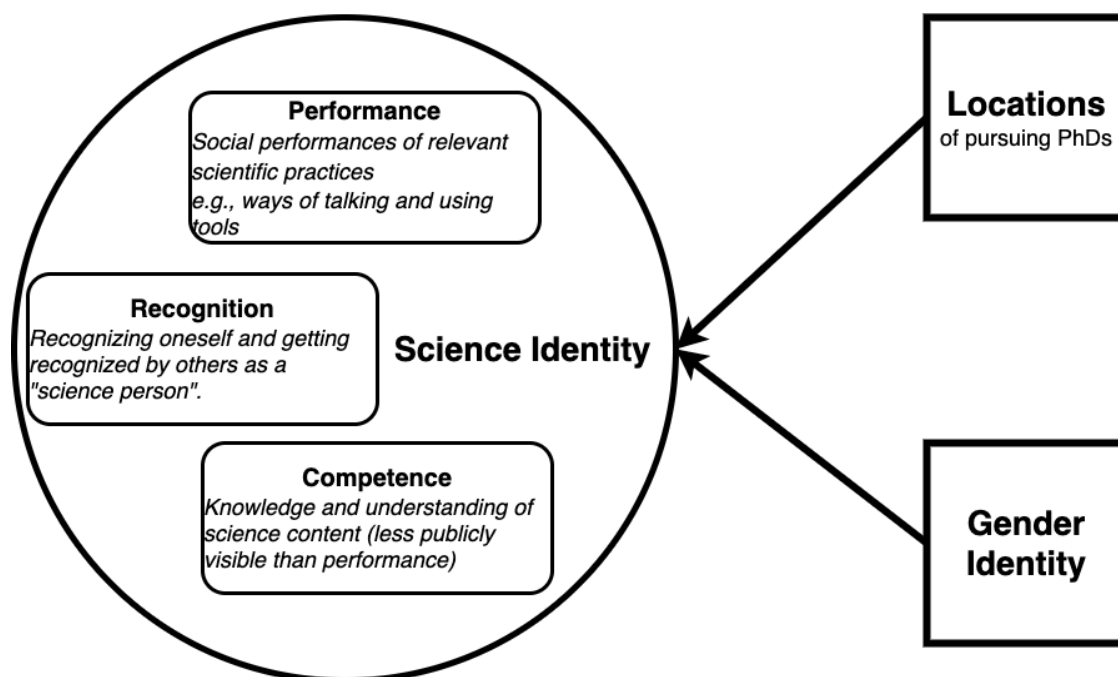 Performance
Social performances of relevant
scientific practices
e.g., ways of talking and using
tools
Recognition
Recognizing oneself and getting
recognized by others as a
"science person".
Science Identity
Competence
Knowledge and understanding of
science content (less publicly
visible than performance)
Locations
of pursuing PhDs
Gender
Identity